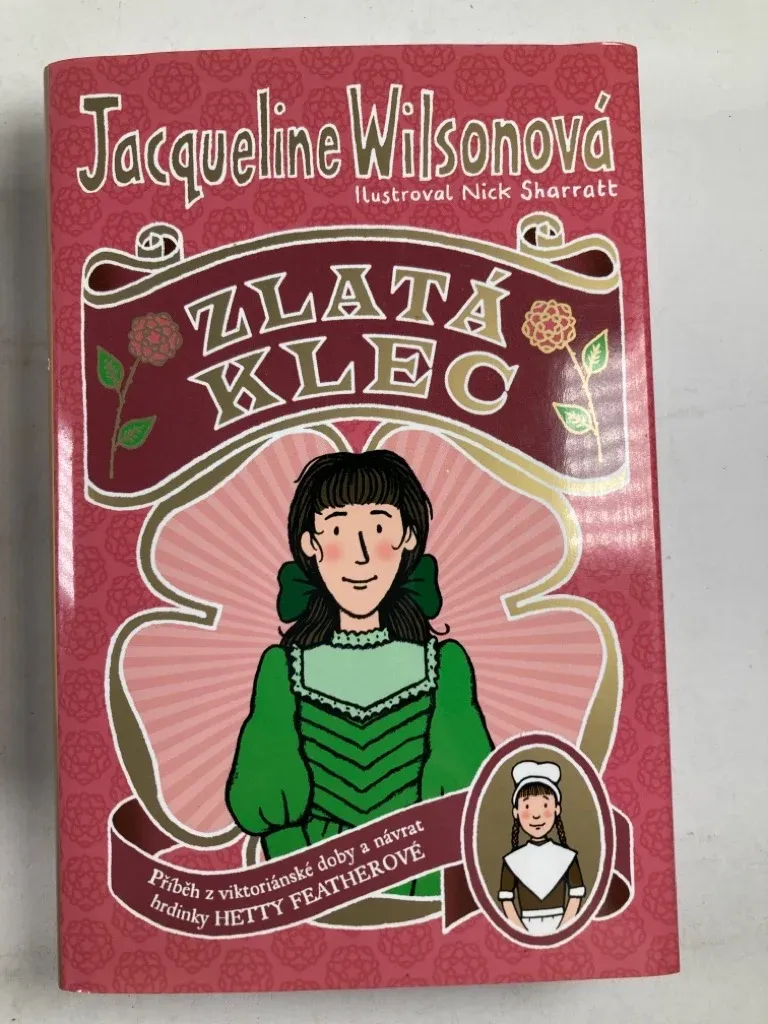 Jacqueline Wilsonová
Ilustroval Nick Sharratt
ZLATÁ
KLEC
Příběh z viktoriánské doby a návrat
hrdinky HETTY FEATHEROVÉ